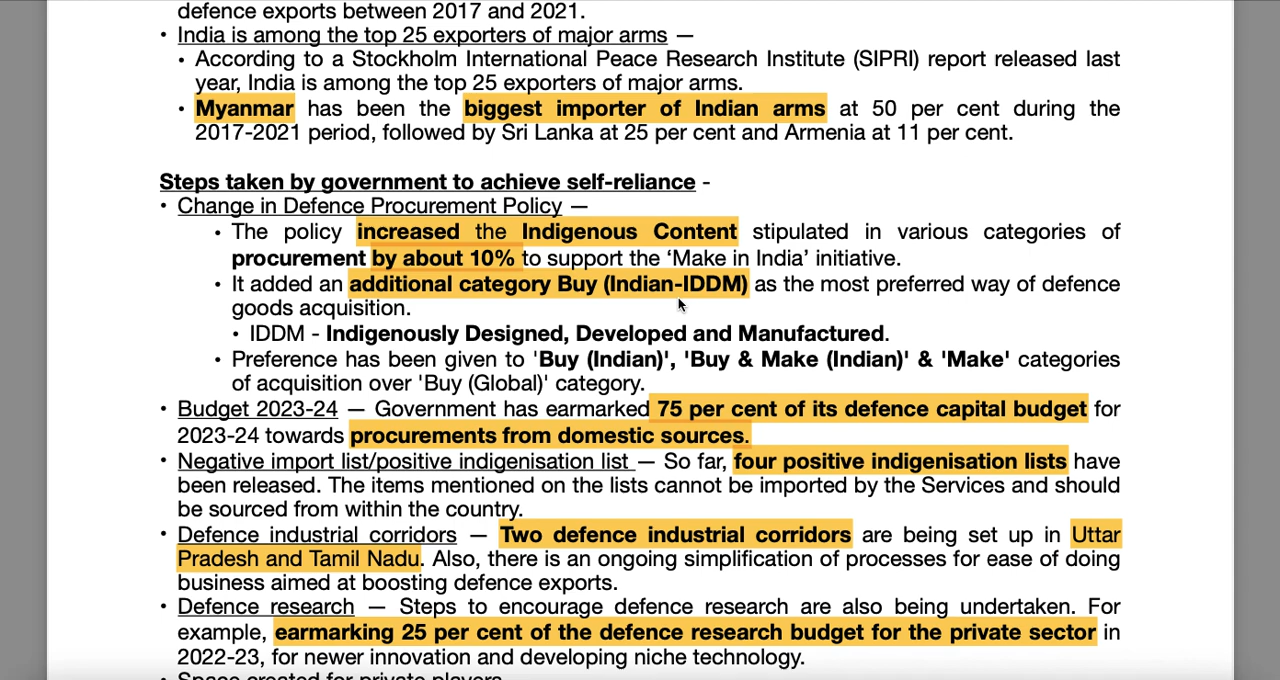 defence exports between 2017 and 2021.
• India is among the top 25 exporters of major arms —
• According to a Stockholm International Peace Research Institute (SIPRI) report released last
year, India is among the top 25 exporters of major arms.
• Myanmar has been the biggest importer of Indian arms at 50 per cent during the
2017-2021 period, followed by Sri Lanka at 25 per cent and Armenia at 11 per cent.
Steps taken by government to achieve self-reliance -
• Change in Defence Procurement Policy —
• The policy increased the Indigenous Content stipulated in various categories of
procurement by about 10% to support the ‘Make in India’ initiative.
• It added an additional category Buy (Indian-IDDM) as the most preferred way of defence
goods acquisition.
• IDDM - Indigenously Designed, Developed and Manufactured.
• Preference has been given to 'Buy (Indian)', 'Buy & Make (Indian)' & 'Make' categories
of acquisition over 'Buy (Global)' category.
• Budget 2023-24 — Government has earmarked 75 per cent of its defence capital budget for
2023-24 towards procurements from domestic sources.
• Negative import list/positive indigenisation list — So far, four positive indigenisation lists have
been released. The items mentioned on the lists cannot be imported by the Services and should
be sourced from within the country.
• Defence industrial corridors — Two defence industrial corridors are being set up in Uttar
Pradesh and Tamil Nadu. Also, there is an ongoing simplification of processes for ease of doing
business aimed at boosting defence exports.
• Defence research — Steps to encourage defence research are also being undertaken. For
example, earmarking 25 per cent of the defence research budget for the private sector in
2022-23, for newer innovation and developing niche technology.
• Space created for private players